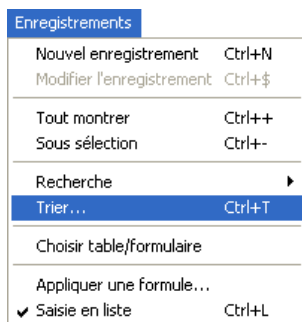 Enregistrements
Nouvel enregistrement Ctrl+N
Modifier l'enregistrement Ctrl+$
Tout montrer Ctrl++
Sous sélection Ctrl+-
Recherche
Trier... Ctrl+T
Choisir table/formulaire
Appliquer une formule...
Saisie en liste Ctrl+L